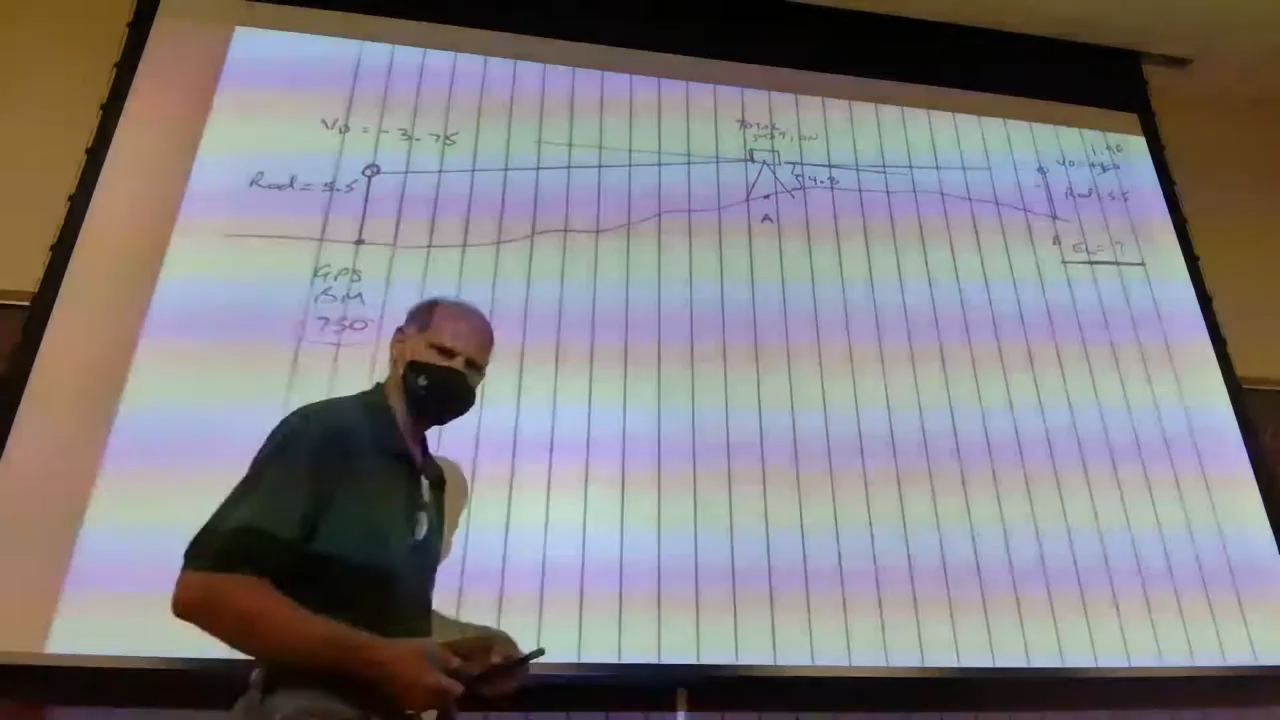 VD = -3.75
Rod = 5.5
GPS
BM
750
TOTAL
STATION
4.8
A
1.90
VD =
Rod = 5.5
EL = ?